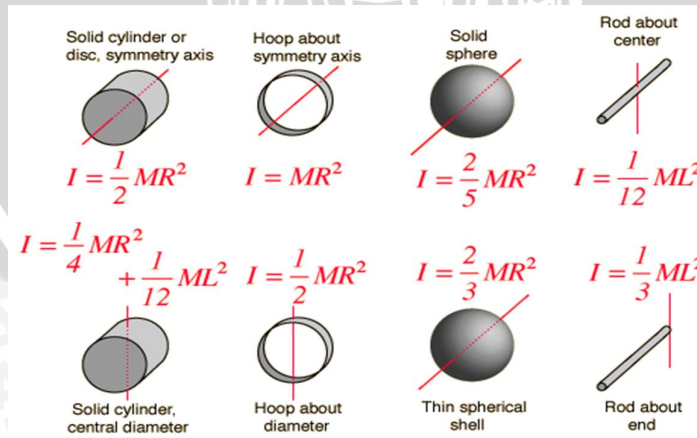 Solid cylinder or
disc, symmetry axis
I = 1/2 MR²
Hoop about
symmetry axis
I = MR²
Solid
sphere
I = 2/5 MR²
Rod about
center
I = 1/12 ML²
I = 1/4 MR²
+ 1/12 ML²
Solid cylinder,
central diameter
I = 1/2 MR²
Hoop about
diameter
I = 2/3 MR²
Thin spherical
shell
I = 1/3 ML²
Rod about
end